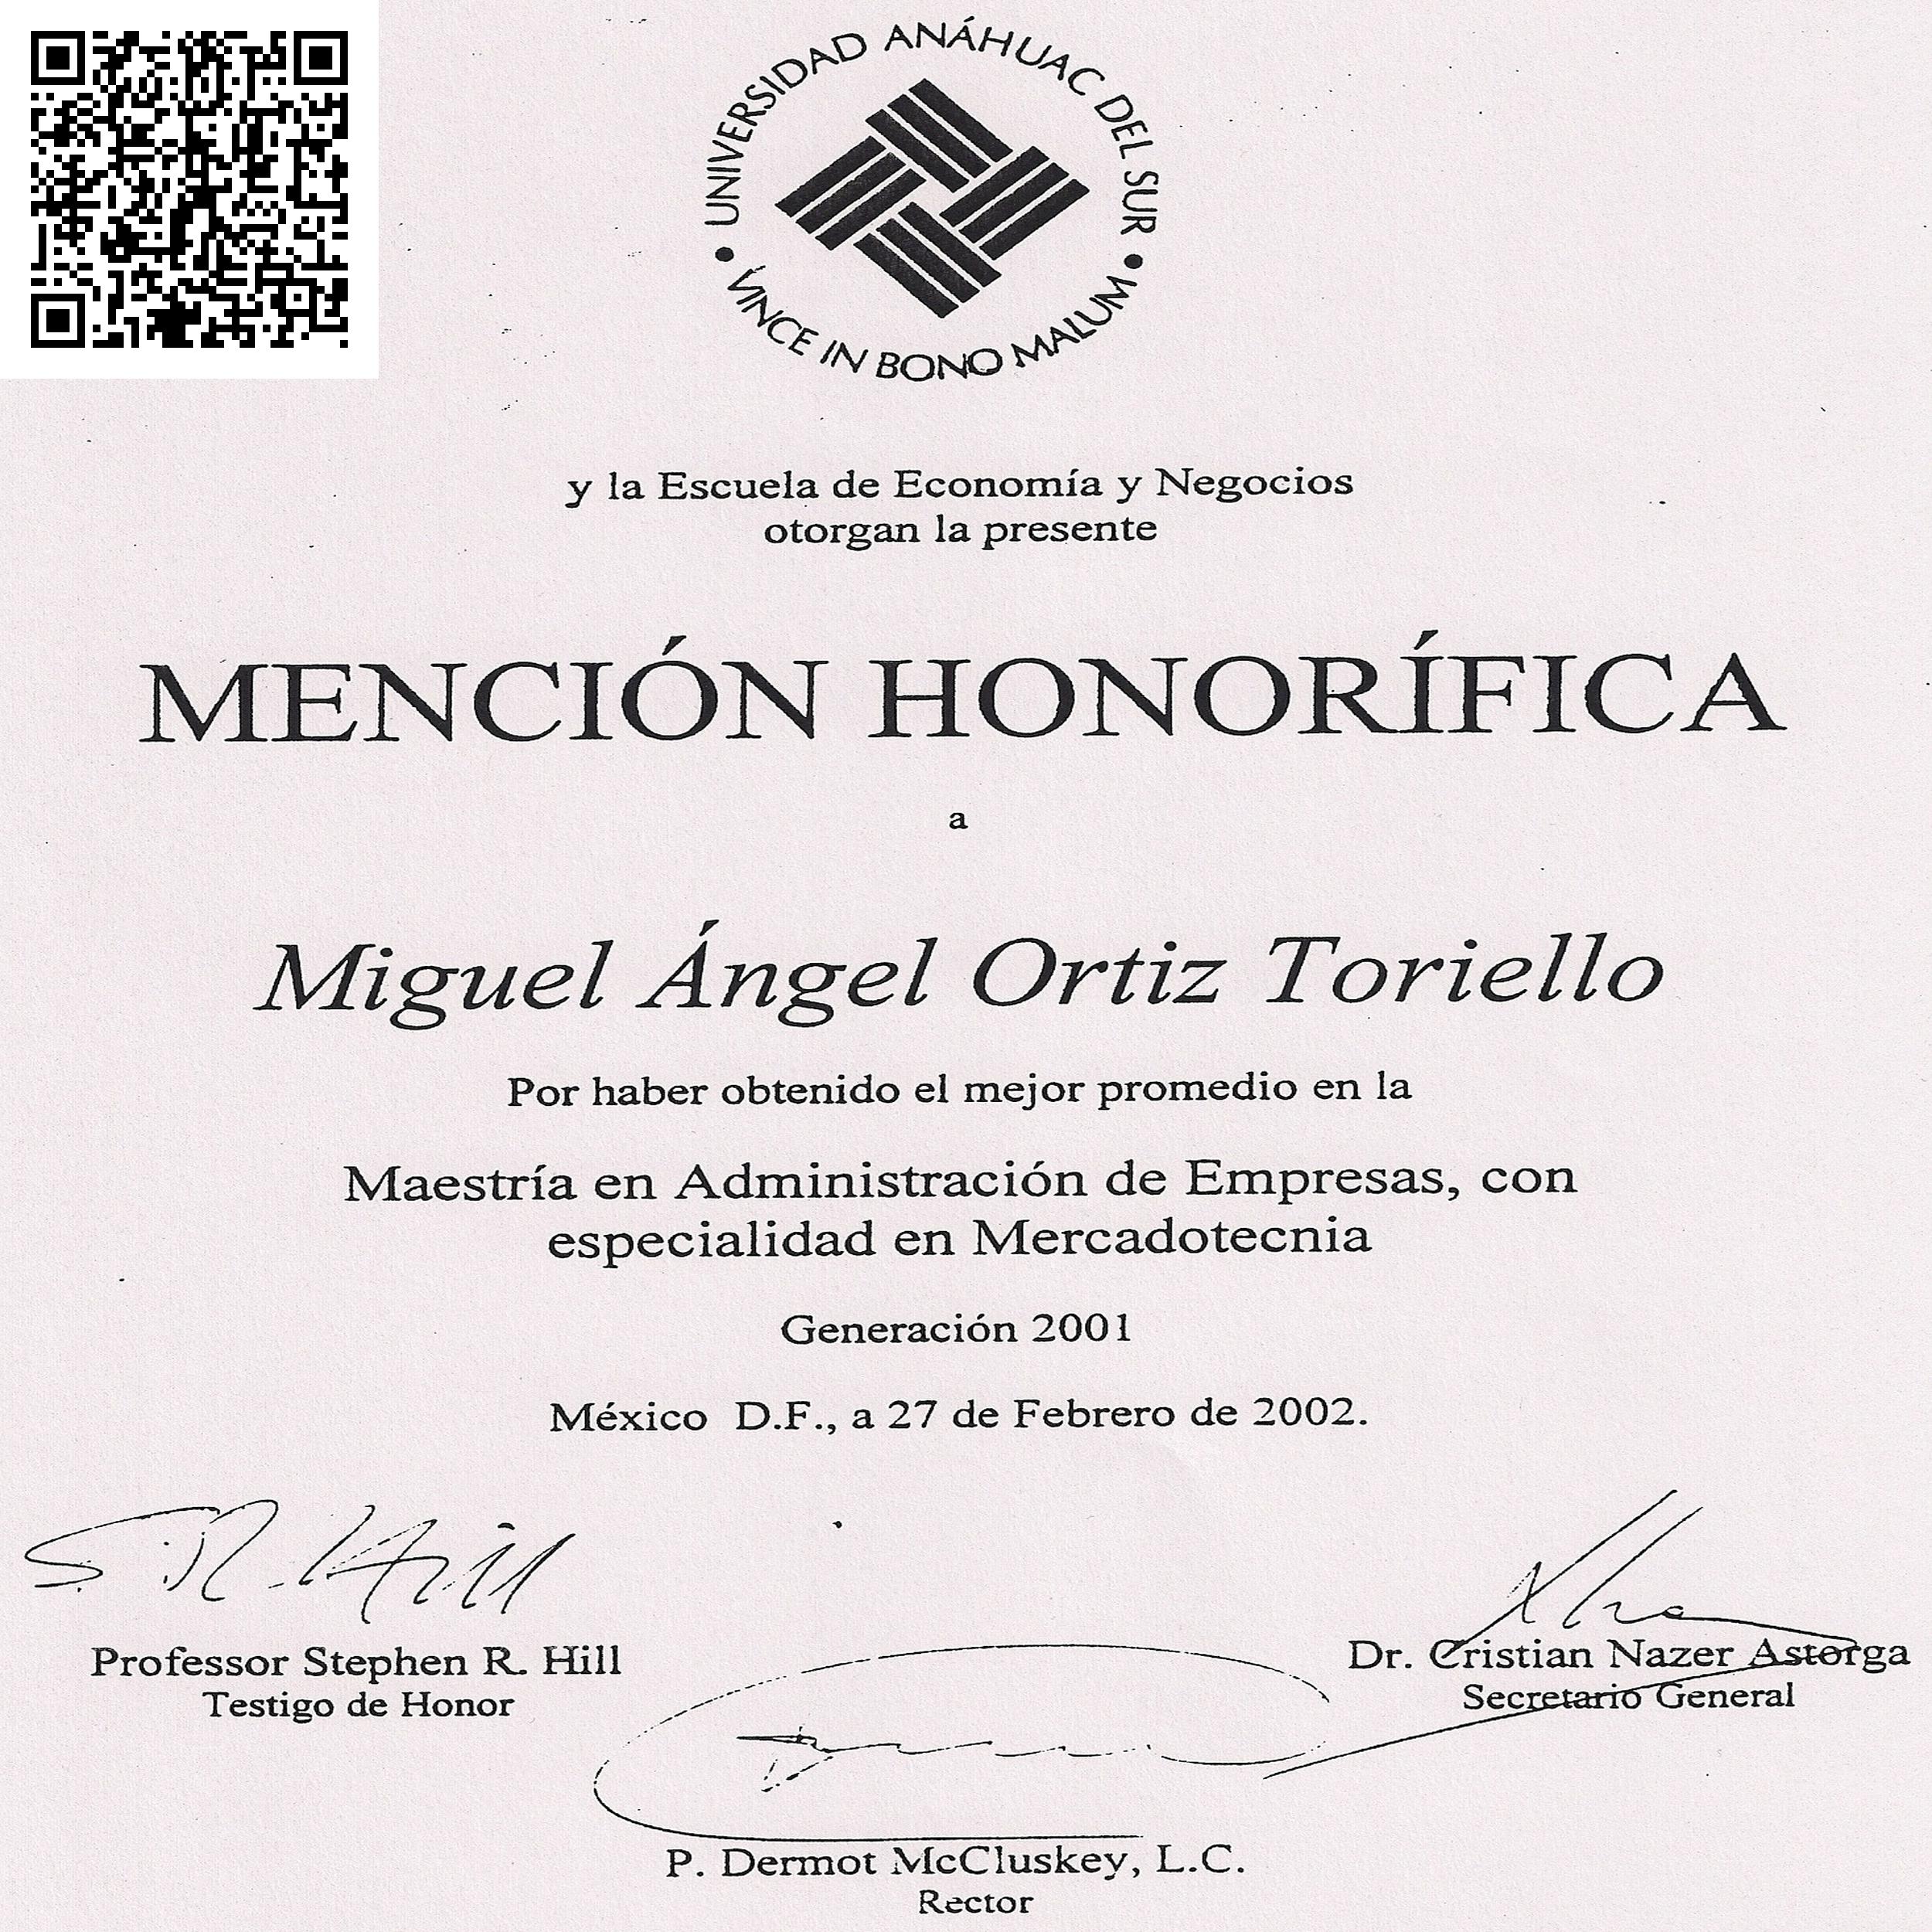 UNIVERSIDAD ANÁHUAC DEL SUR
VINCE IN BONO MALUM
y la Escuela de Economía y Negocios
otorgan la presente
MENCIÓN HONORÍFICA
a
Miguel Ángel Ortiz Toriello
Por haber obtenido el mejor promedio en la
Maestría en Administración de Empresas, con
especialidad en Mercadotecnia
Generación 2001
México D.F., a 27 de Febrero de 2002.
S. R. Hill
Professor Stephen R. Hill
Testigo de Honor
Dr. Cristian Nazer Astorga
Secretario General
P. Dermot McCluskey, L.C.
Rector